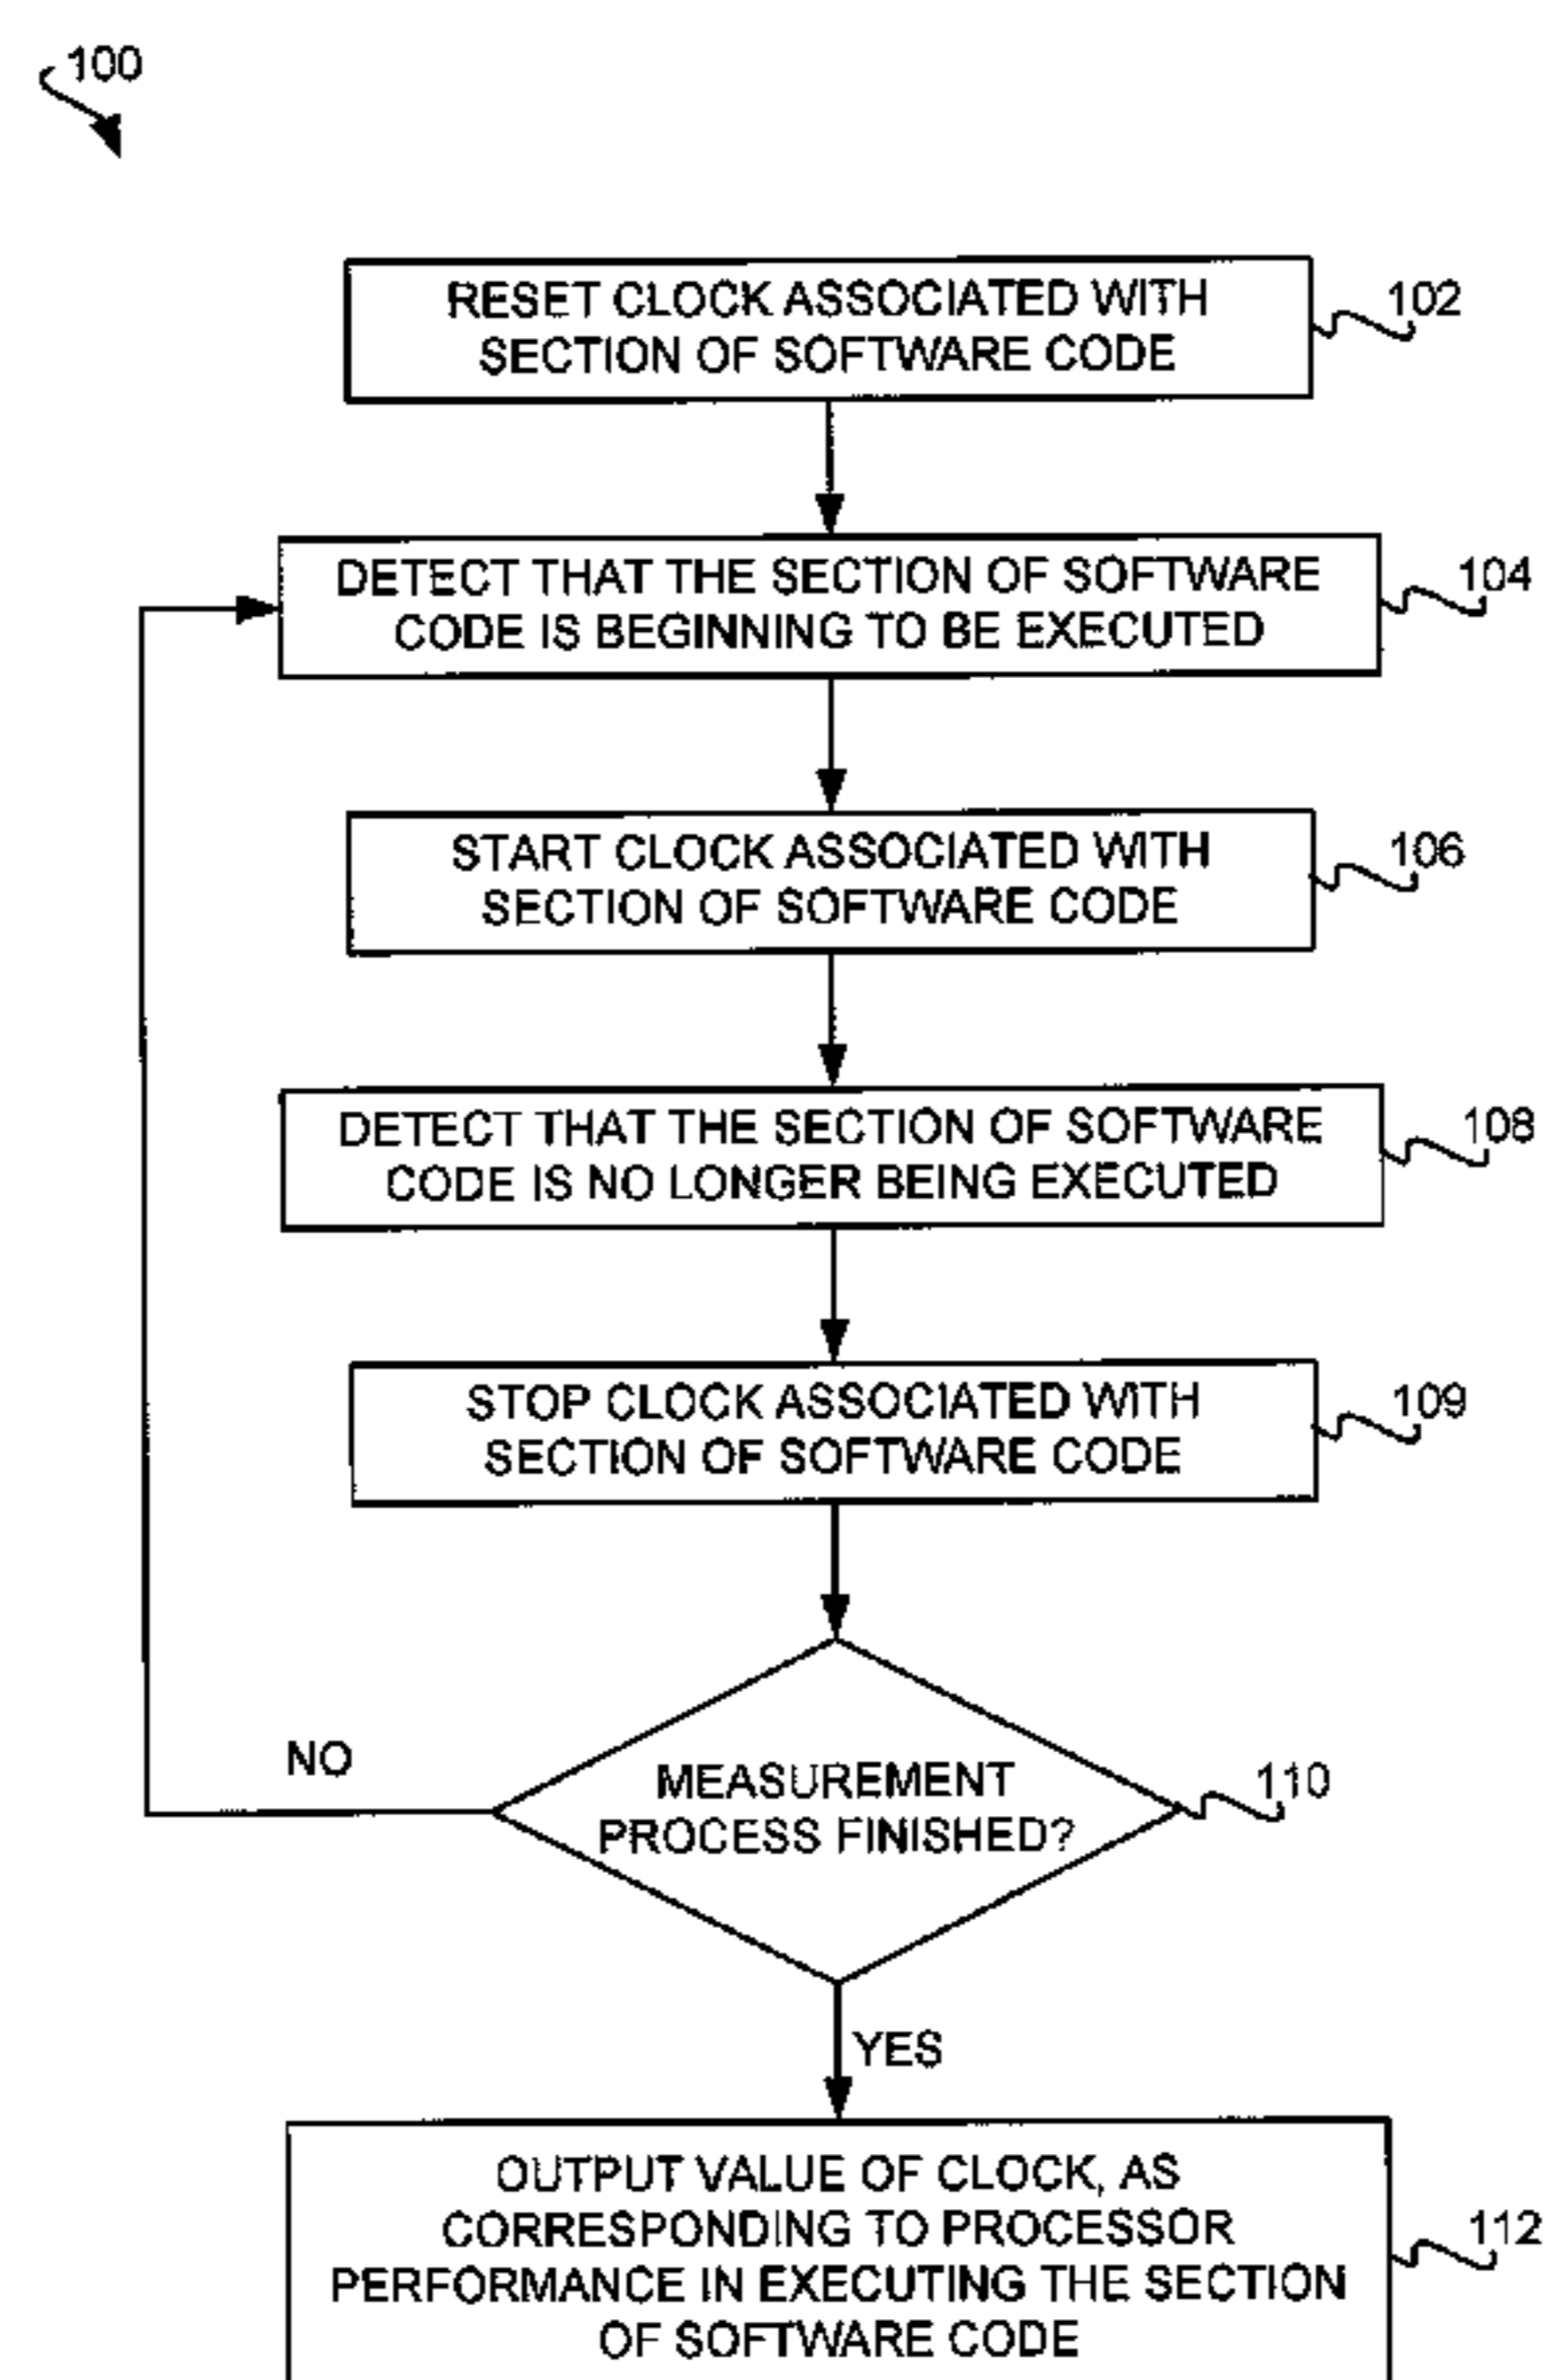 100
RESET CLOCK ASSOCIATED WITH
SECTION OF SOFTWARE CODE
102
DETECT THAT THE SECTION OF SOFTWARE
CODE IS BEGINNING TO BE EXECUTED
104
START CLOCK ASSOCIATED WITH
SECTION OF SOFTWARE CODE
106
DETECT THAT THE SECTION OF SOFTWARE
CODE IS NO LONGER BEING EXECUTED
108
STOP CLOCK ASSOCIATED WITH
SECTION OF SOFTWARE CODE
109
NO
MEASUREMENT
PROCESS FINISHED?
110
YES
OUTPUT VALUE OF CLOCK, AS
CORRESPONDING TO PROCESSOR
PERFORMANCE IN EXECUTING THE SECTION
OF SOFTWARE CODE
112